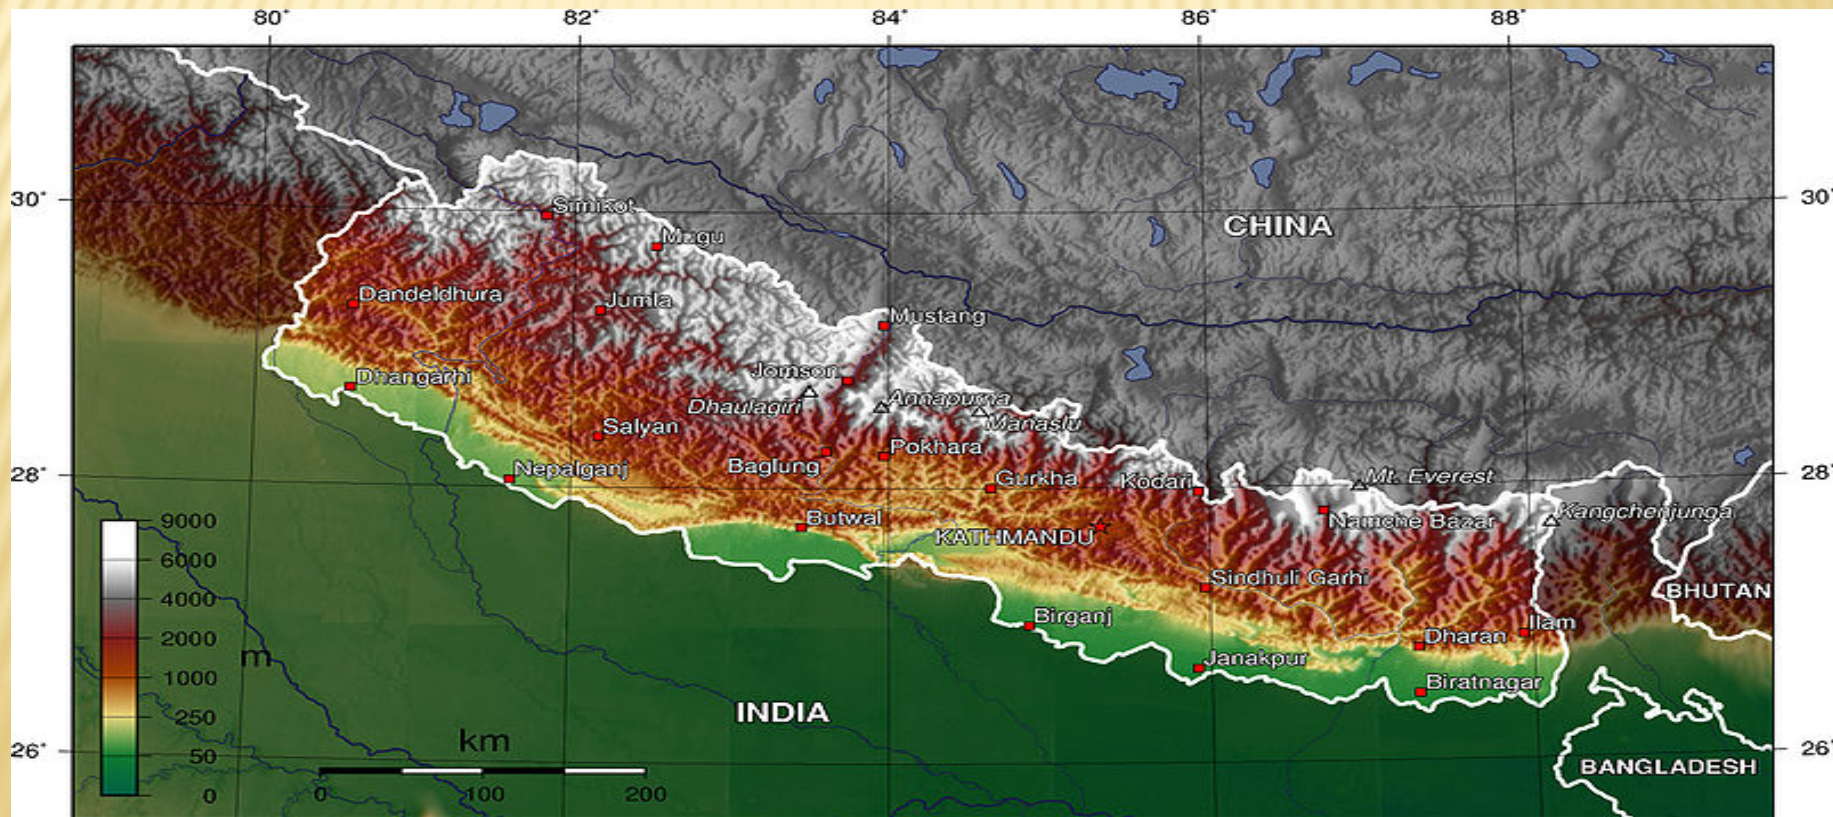 80° 82° 84° 86° 88°
30° 30°
Simikot
CHINA
Mugu
Dandeldhura
Jumla
Mustang
Jomson
Dhangarhi
Dhaulagiri
Annapurna
Manaslu
Salyan
Pokhara
Baglung
28° 28°
Nepalganj
Gurkha
Kodari
Mt. Everest
Butwal
Namche Bazar
Kangchenjunga
KATHMANDU
9000
6000
4000
2000
1000
250
50
0
m
Sindhuli Garhi
BHUTAN
Birganj
Ilam
Dharan
Janakpur
Biratnagar
INDIA
km
0 100 200
26° 26°
BANGLADESH